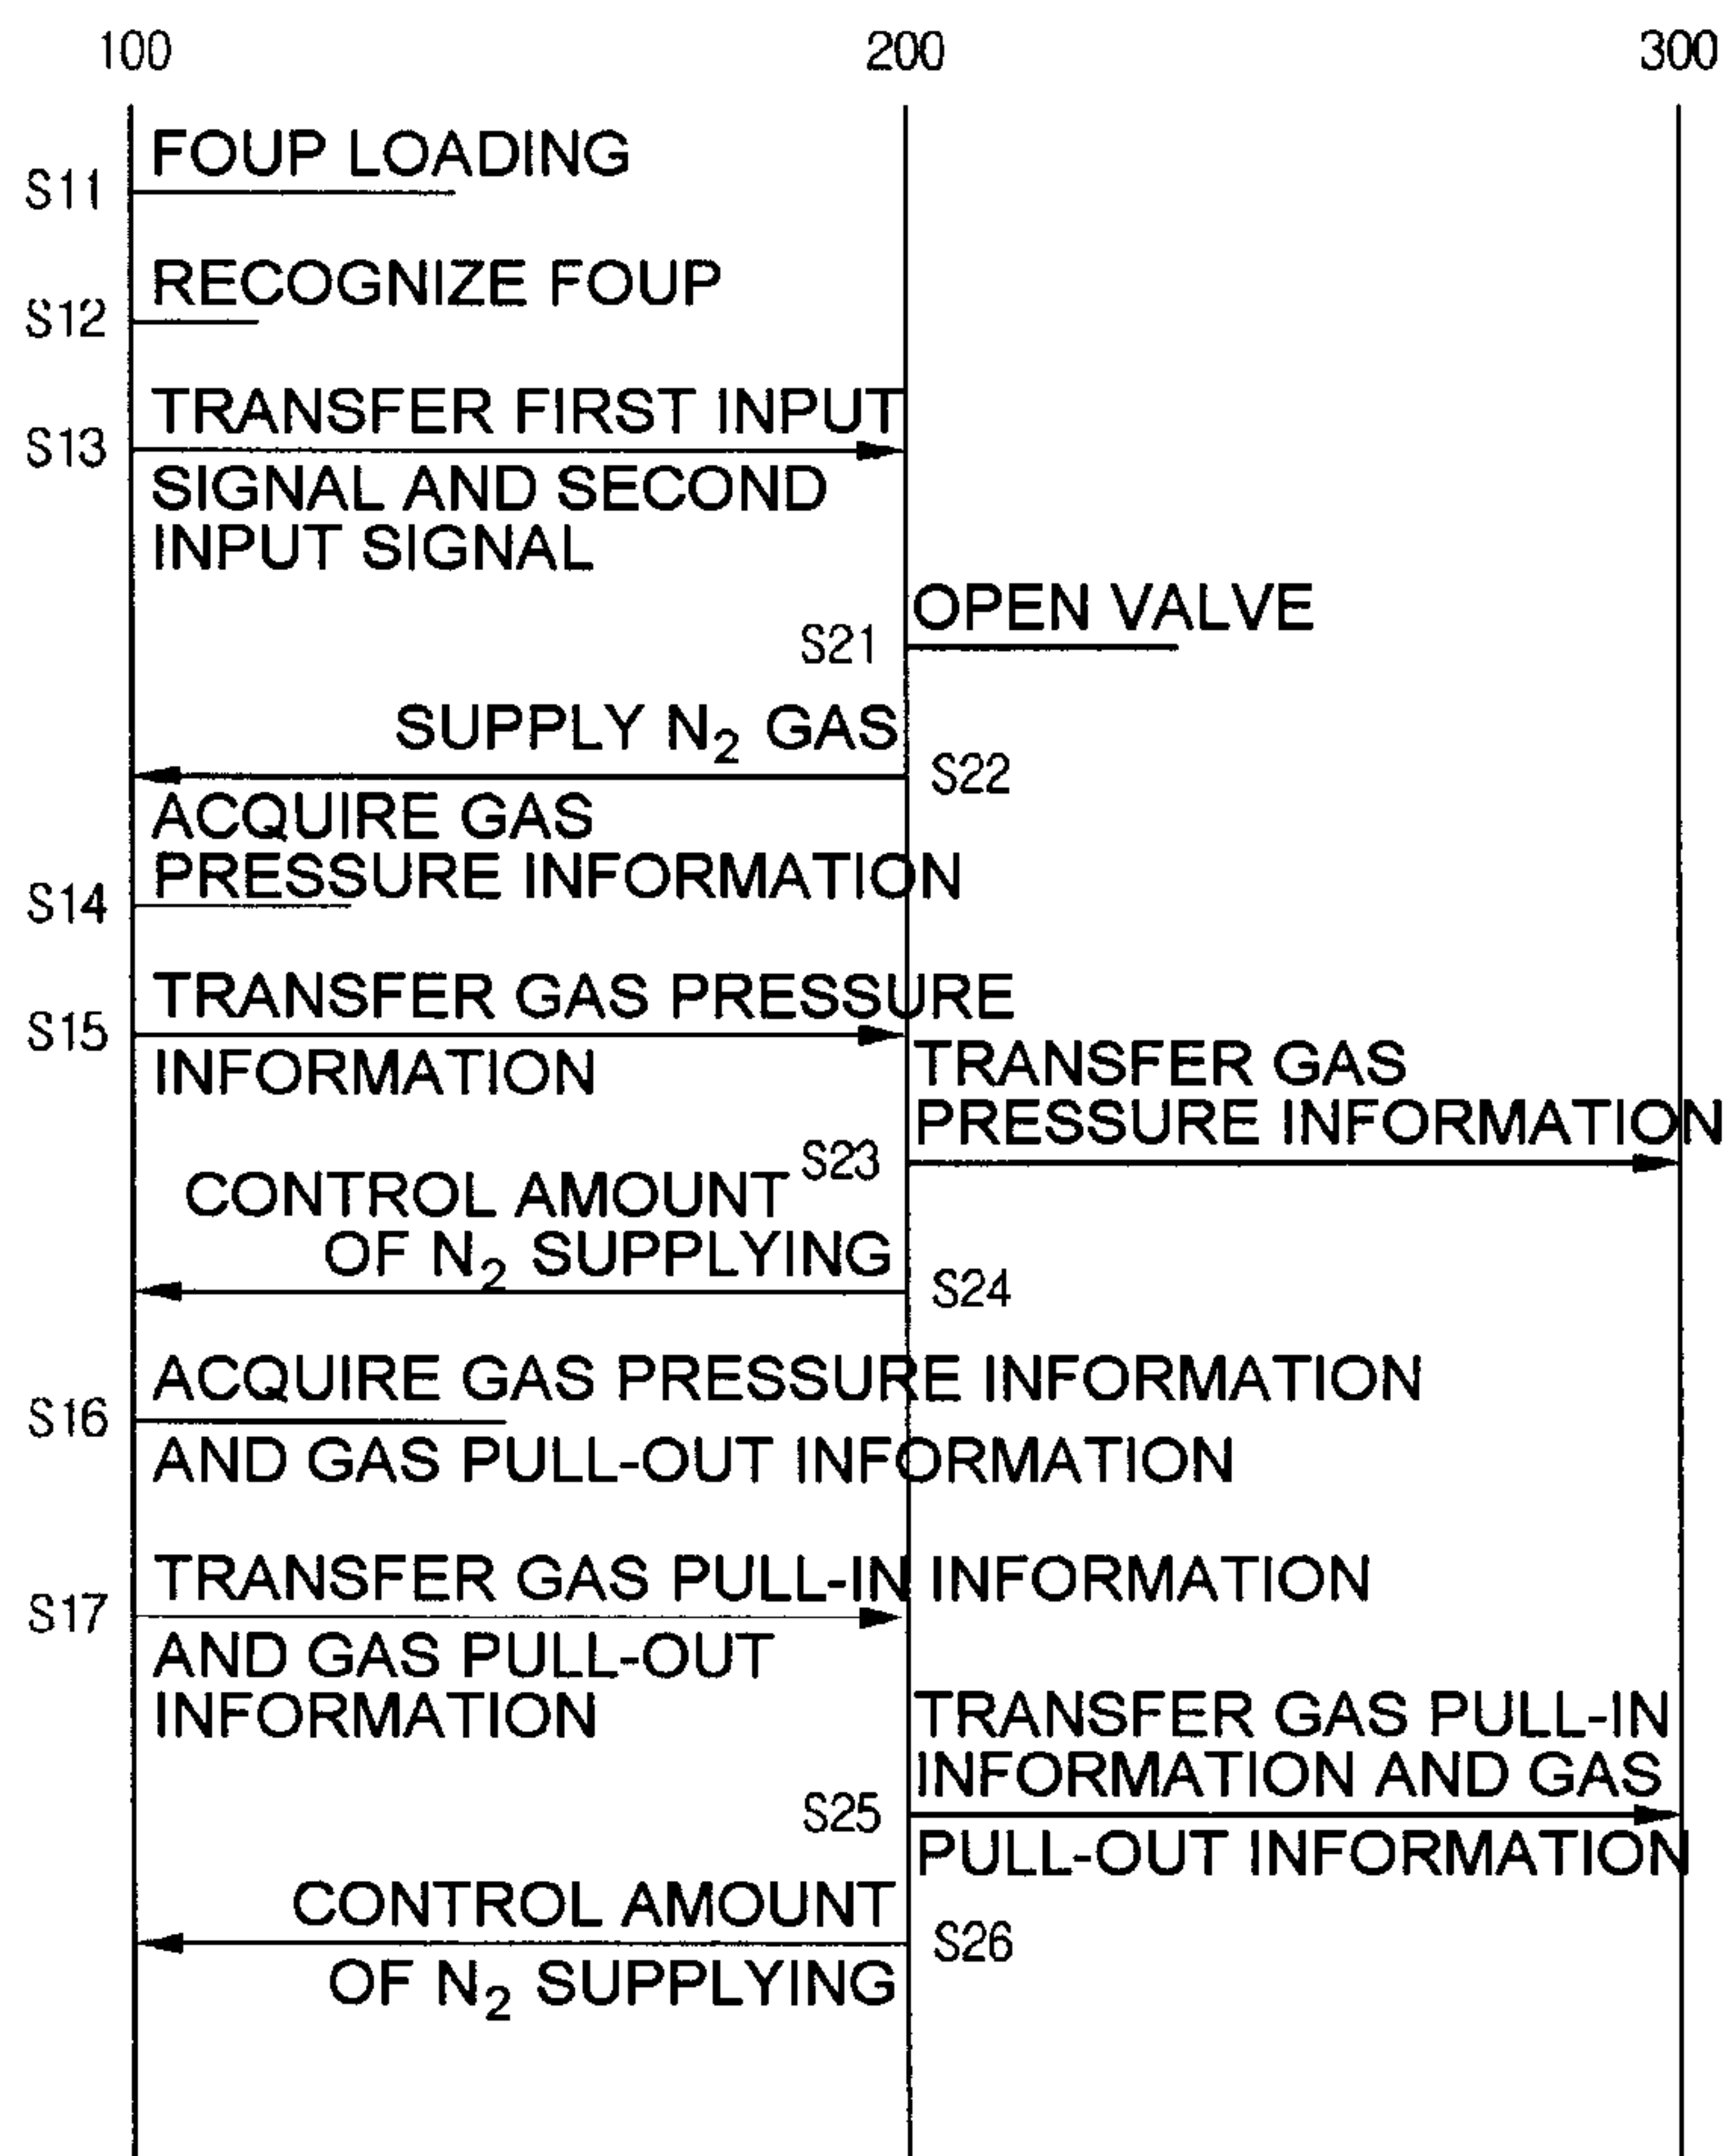 100 200 300
FOUP LOADING
S11
RECOGNIZE FOUP
S12
TRANSFER FIRST INPUT
S13
SIGNAL AND SECOND
INPUT SIGNAL
OPEN VALVE
S21
SUPPLY N₂ GAS
S22
ACQUIRE GAS
PRESSURE INFORMATION
S14
TRANSFER GAS PRESSURE
S15
INFORMATION
TRANSFER GAS
PRESSURE INFORMATION
S23
CONTROL AMOUNT
OF N₂ SUPPLYING
S24
ACQUIRE GAS PRESSURE INFORMATION
S16
AND GAS PULL-OUT INFORMATION
TRANSFER GAS PULL-IN INFORMATION
S17
AND GAS PULL-OUT
INFORMATION
TRANSFER GAS PULL-IN
INFORMATION AND GAS
S25
PULL-OUT INFORMATION
CONTROL AMOUNT
S26
OF N₂ SUPPLYING